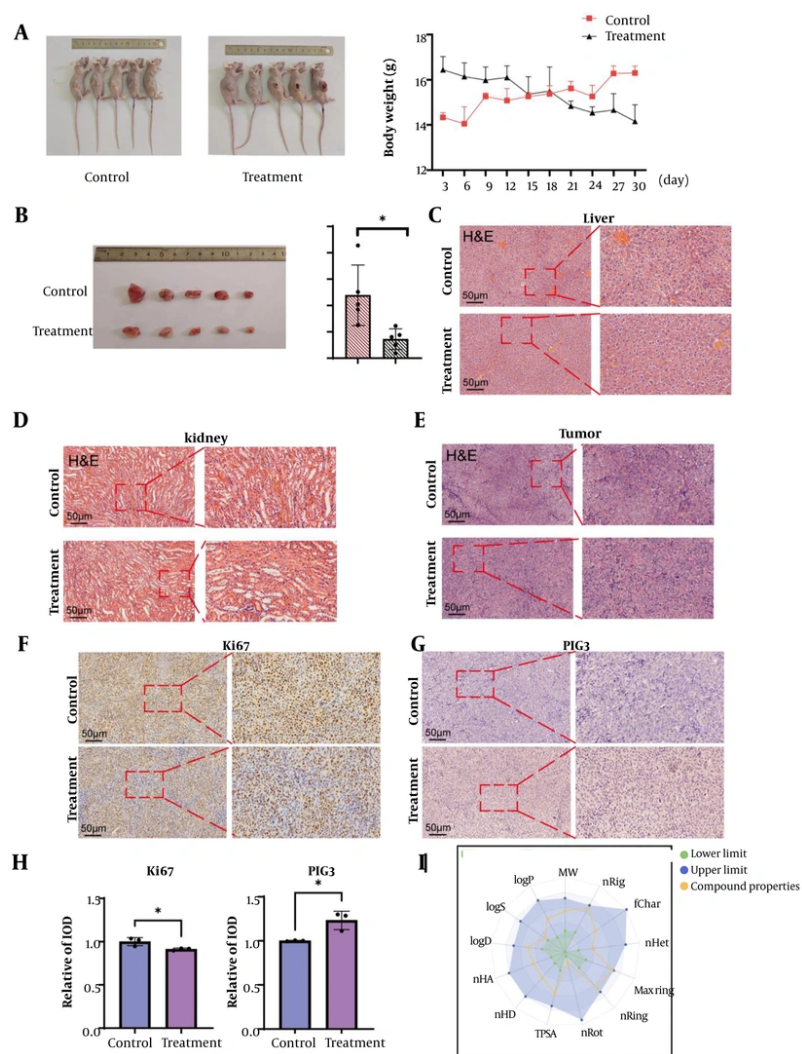 A
Control
Treatment
Control
Treatment
Body weight (g)
16
14
12
18
3 6 9 12 15 18 21 24 27 30 (day)
B
Control
Treatment
*
C
Liver
H&E
Control
50μm
Treatment
50μm
D
kidney
H&E
Control
50μm
Treatment
50μm
E
Tumor
H&E
Control
50μm
Treatment
50μm
F
Ki67
Control
50μm
Treatment
50μm
G
PIG3
Control
50μm
Treatment
50μm
H
Ki67
Relative of IOD
1.5
1.0
0.5
0.0
*
Control Treatment
PIG3
Relative of IOD
1.5
1.0
0.5
0.0
*
Control Treatment
I
MW
nRig
fChar
nHet
Max ring
nRing
nRot
TPSA
nHD
nHA
logD
logS
logP
Lower limit
Upper limit
Compound properties